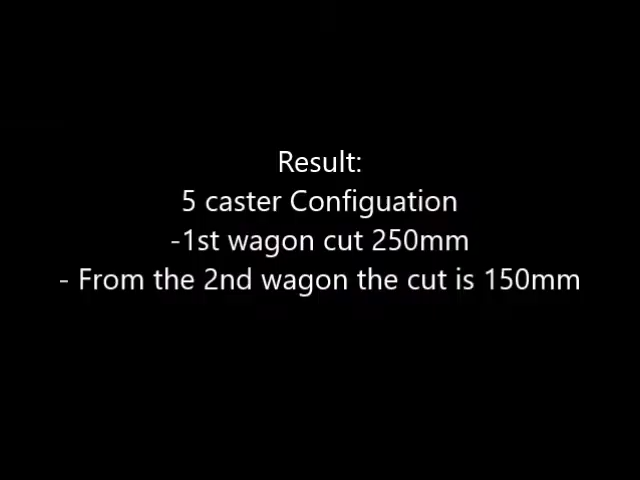 Result:
5 caster Configuation
-1st wagon cut 250mm
- From the 2nd wagon the cut is 150mm